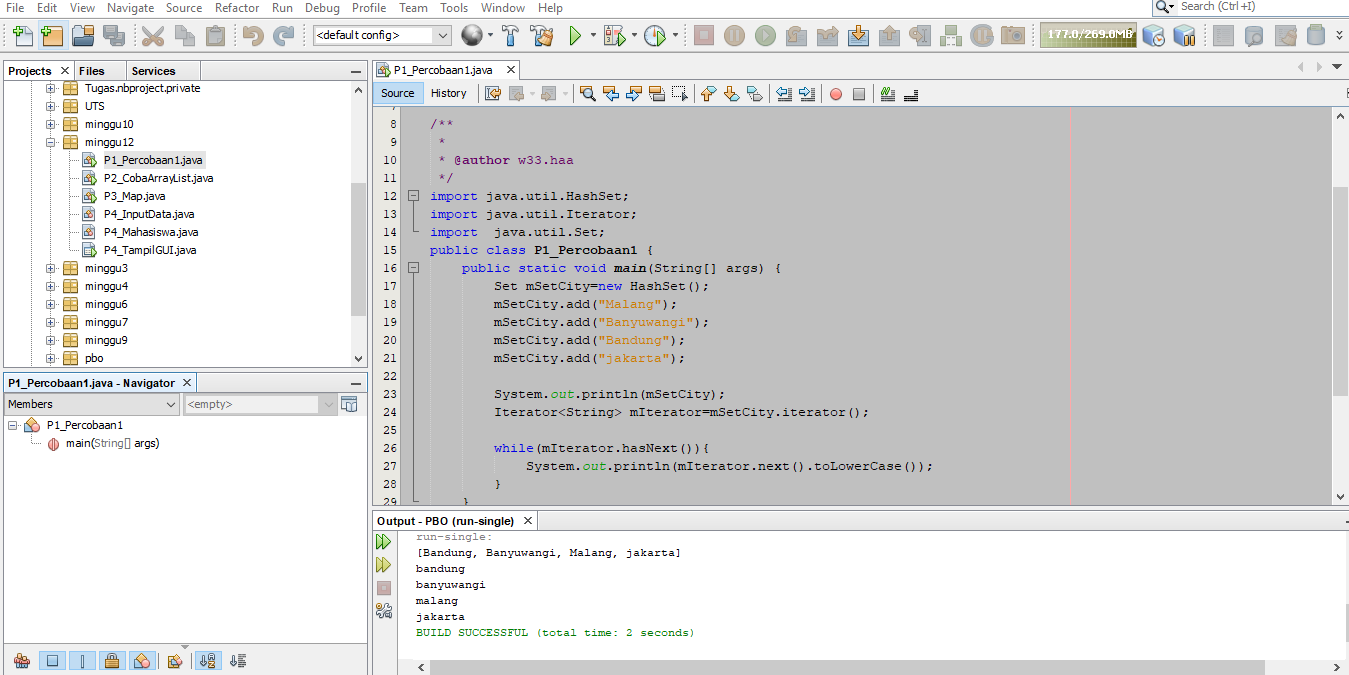 File Edit View Navigate Source Refactor Run Debug Profile Team Tools Window Help
Search (Ctrl+I)
<default config>
177.0/269.0MB
Projects Files Services
Tugas.nbproject.private
UTS
minggu10
minggu12
P1_Percobaan1.java
P2_CobaArrayList.java
P3_Map.java
P4_InputData.java
P4_Mahasiswa.java
P4_TampilGUI.java
minggu3
minggu4
minggu6
minggu7
minggu9
pbo
P1_Percobaan1.java - Navigator
Members <empty>
P1_Percobaan1
main(String[] args)
P1_Percobaan1.java
Source History
8 /**
9 *
10 * @author w33.haa
11 */
12 import java.util.HashSet;
13 import java.util.Iterator;
14 import  java.util.Set;
15 public class P1_Percobaan1 {
16 public static void main(String[] args) {
17 Set mSetCity=new HashSet();
18 mSetCity.add("Malang");
19 mSetCity.add("Banyuwangi");
20 mSetCity.add("Bandung");
21 mSetCity.add("jakarta");
22
23 System.out.println(mSetCity);
24 Iterator<String> mIterator=mSetCity.iterator();
25
26 while(mIterator.hasNext()){
27 System.out.println(mIterator.next().toLowerCase());
28 }
29 }
Output - PBO (run-single)
run-single:
[Bandung, Banyuwangi, Malang, jakarta]
bandung
banyuwangi
malang
jakarta
BUILD SUCCESSFUL (total time: 2 seconds)